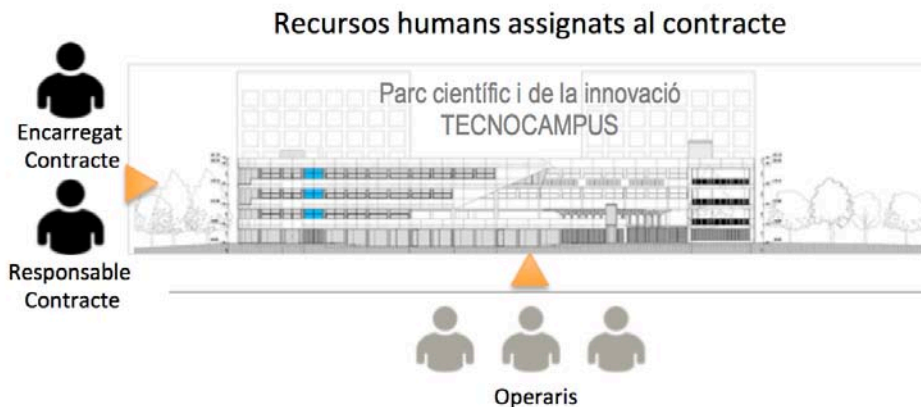 Recursos humans assignats al contracte
Parc científic i de la innovació
TECNOCAMPUS
Encarregat
Contracte
Responsable
Contracte
Operaris